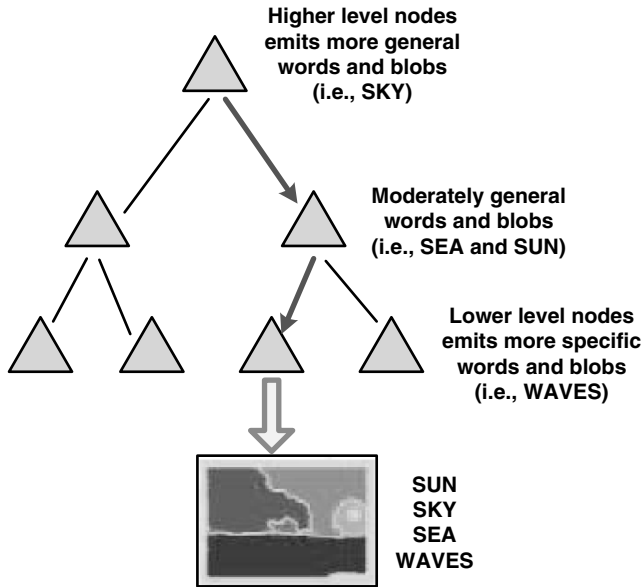 Higher level nodes
emits more general
words and blobs
(i.e., SKY)
Moderately general
words and blobs
(i.e., SEA and SUN)
Lower level nodes
emits more specific
words and blobs
(i.e., WAVES)
SUN
SKY
SEA
WAVES